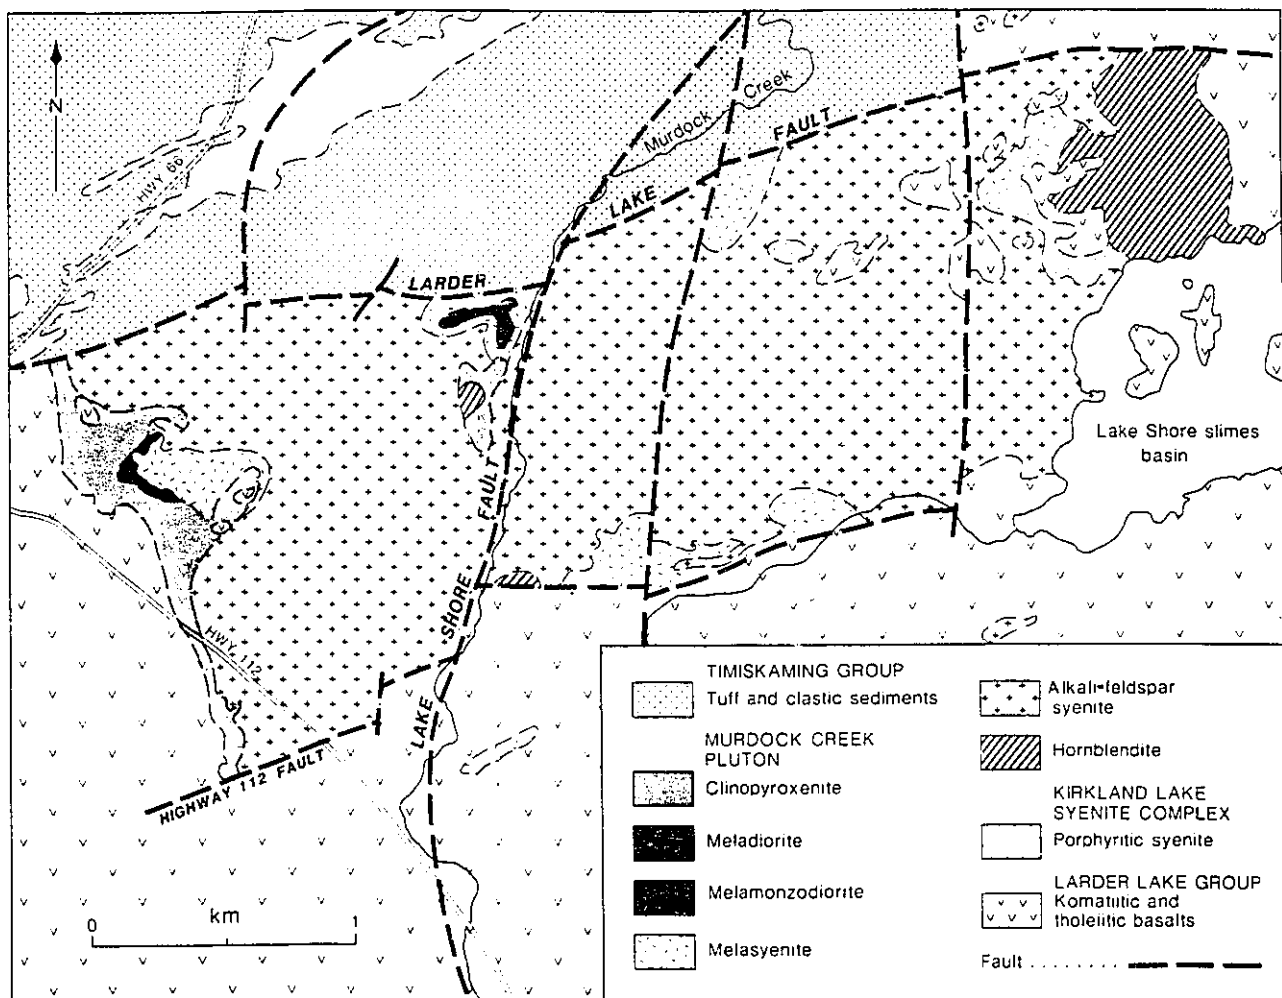 N
HWY 66
Murdock Creek
LARDER
LAKE
FAULT
LAKE
SHORE
FAULT
HWY 112
HIGHWAY 112 FAULT
Lake Shore slimes
basin
km
0
1
TIMISKAMING GROUP
Tuff and clastic sediments
MURDOCK CREEK
PLUTON
Clinopyroxenite
Meladiorite
Melamonzodiorite
Melasyenite
Alkali-feldspar
syenite
Hornblendite
KIRKLAND LAKE
SYENITE COMPLEX
Porphyritic syenite
LARDER LAKE GROUP
Komatiitic and
tholeiitic basalts
Fault